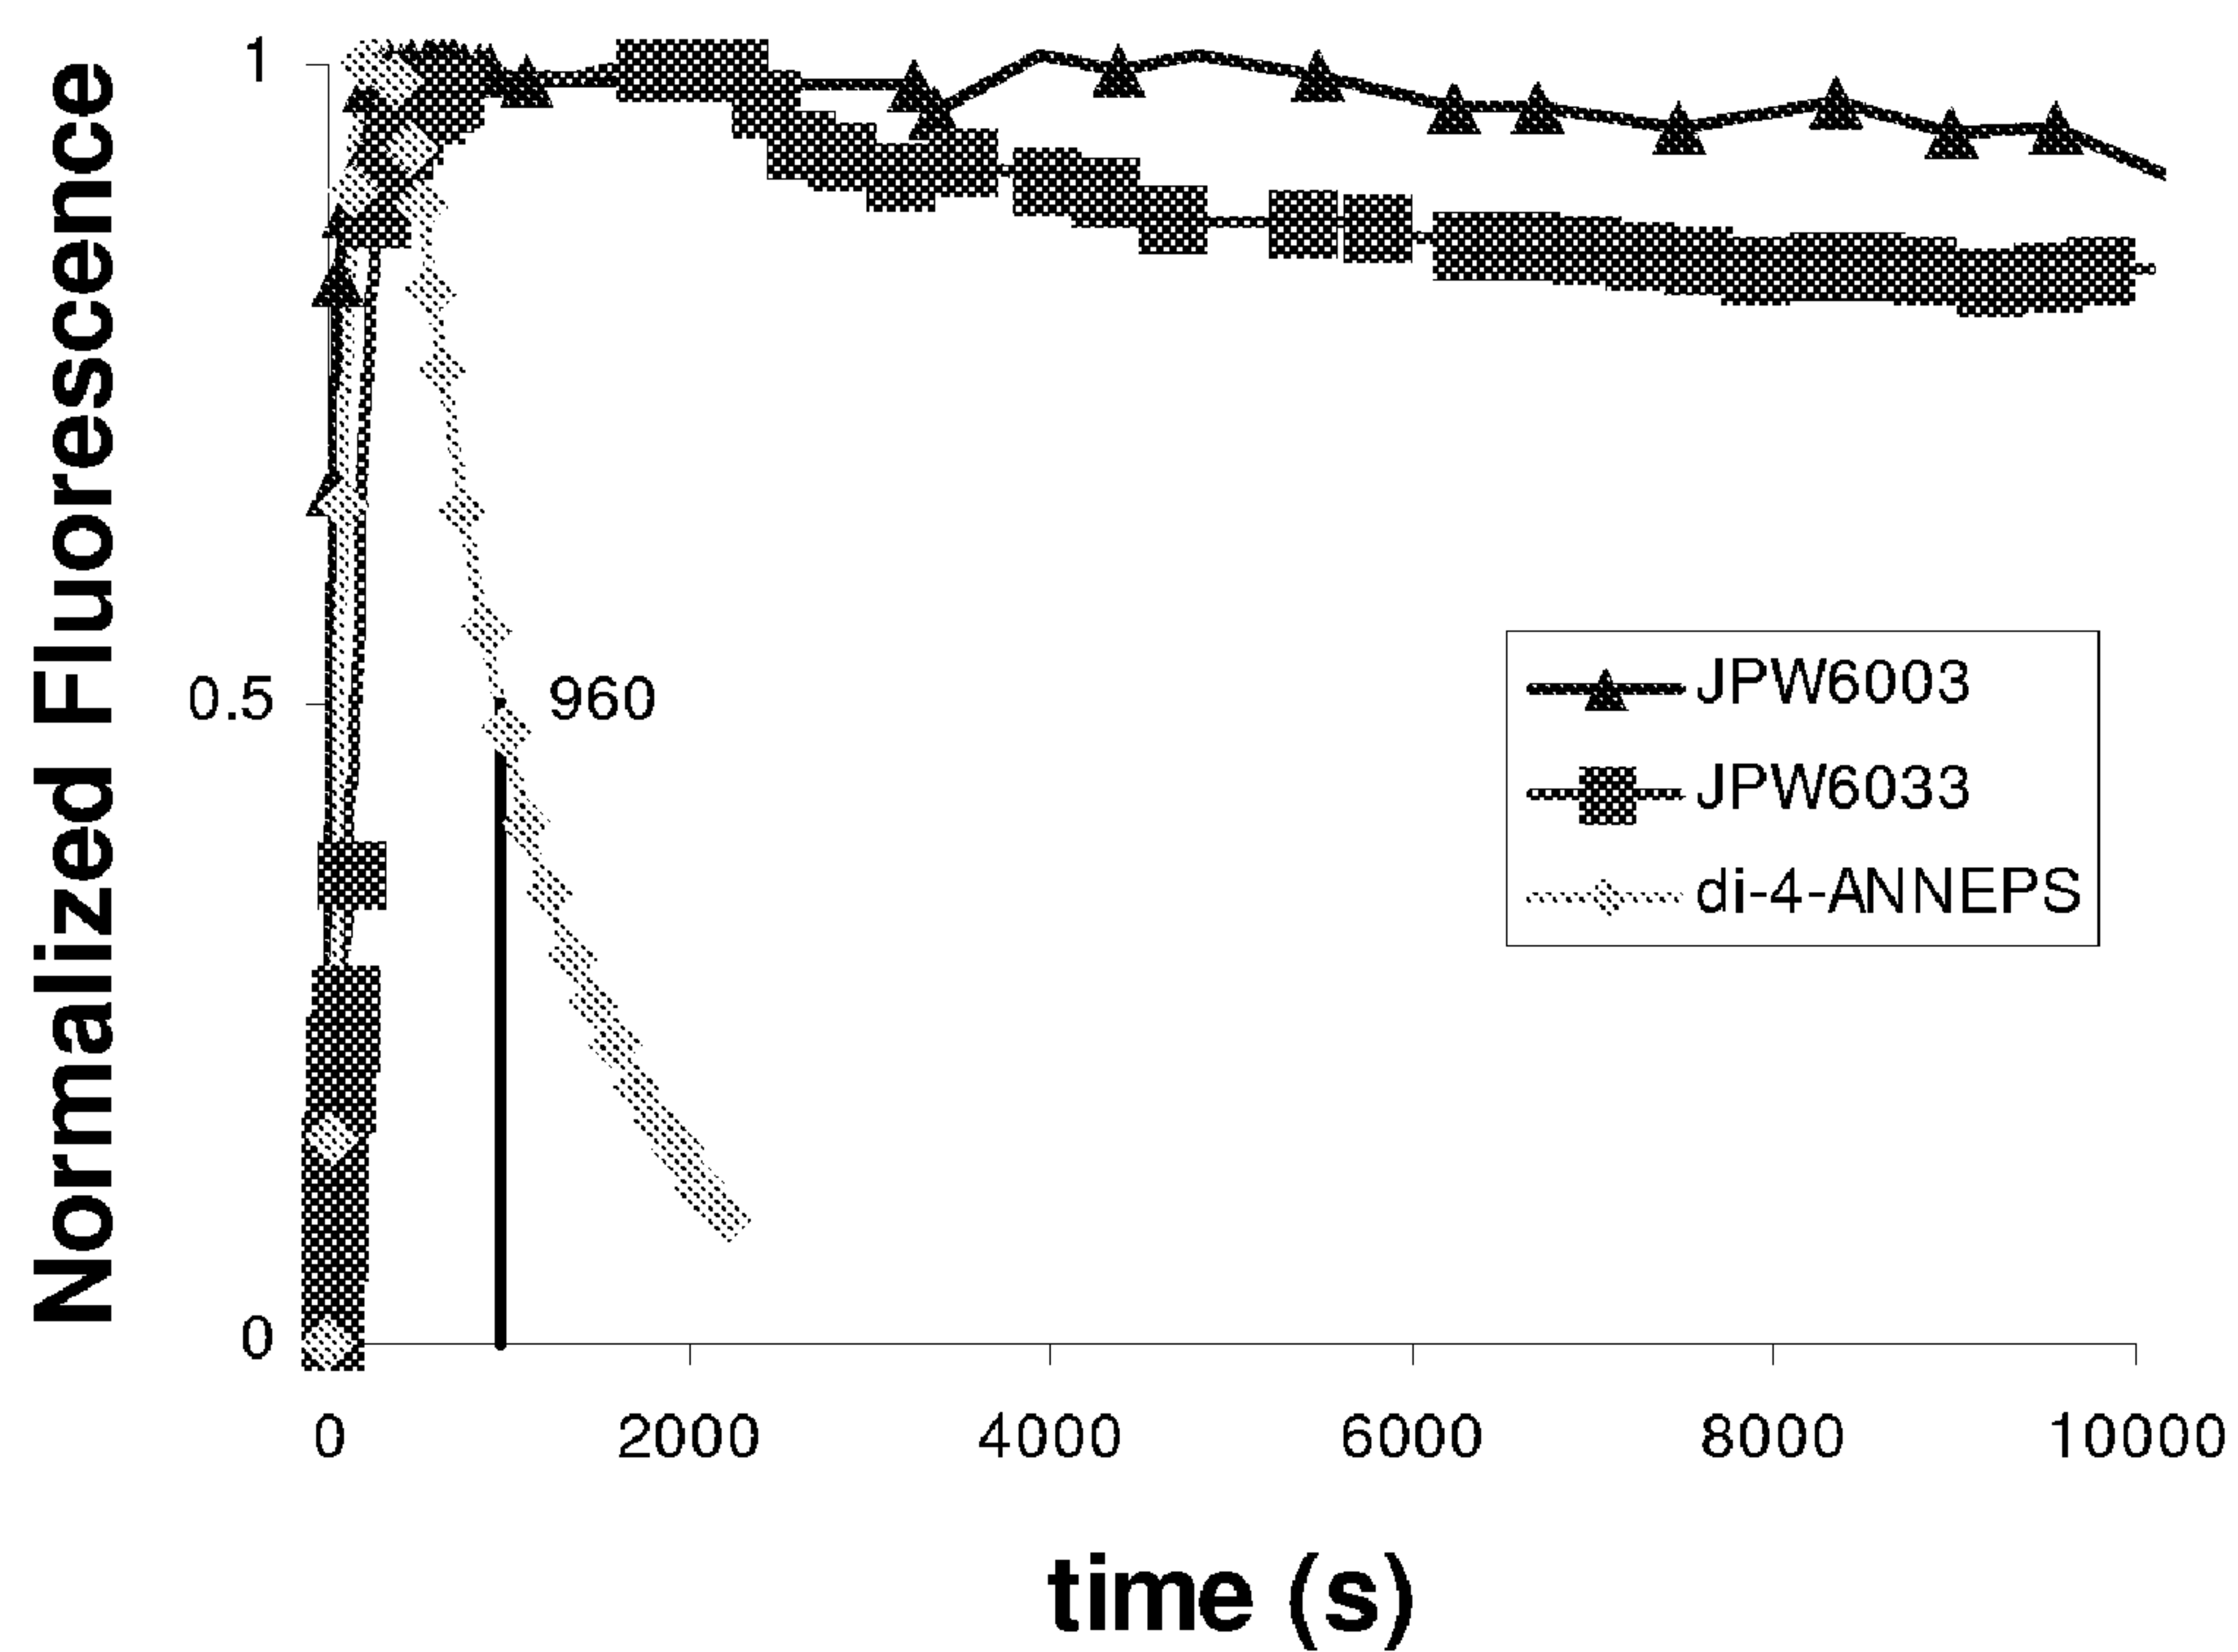 Normalized Fluorescence
1
0.5
0
960
JPW6003
JPW6033
di-4-ANNEPS
0 2000 4000 6000 8000 10000
time (s)